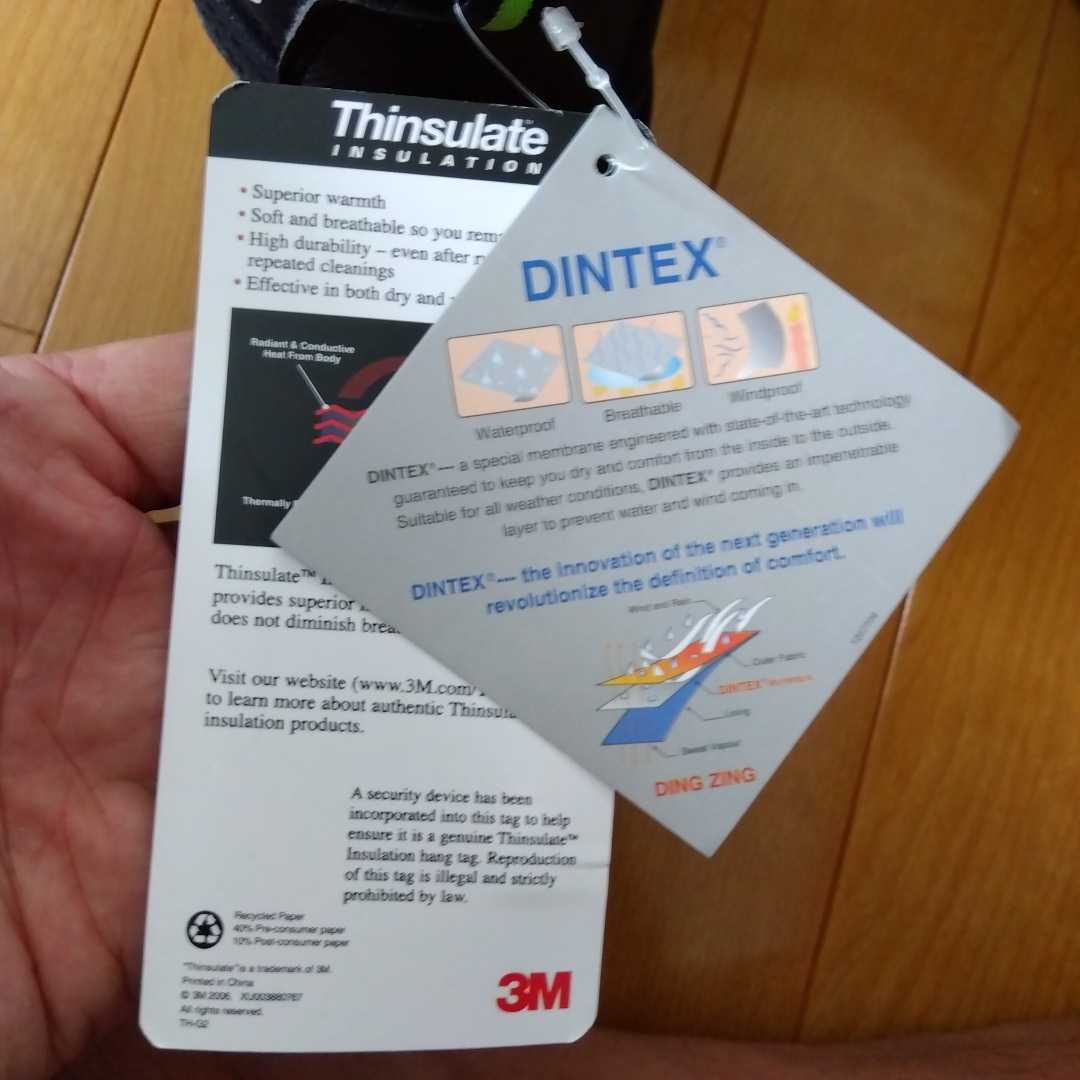 Thinsulate™
INSULATION
• Superior warmth
• Soft and breathable so you
• High durability – even after
repeated cleanings
• Effective in both dry and
Radiant & Conductive
Heat From Body
Thermally
Thinsulate™
provides superior
does not diminish
Visit our website (www.3M.com/
to learn more about authentic
insulation products.
A security device has been
incorporated into this tag to help
ensure it is a genuine Thinsulate™
Insulation hang tag. Reproduction
of this tag is illegal and strictly
prohibited by law.
Recycled Paper
40% Pre-consumer paper
10% Post-consumer paper
"Thinsulate" is a trademark of 3M.
Printed in China
© 3M 2006.
All rights reserved.
TH-G2
3M
DINTEX®
Waterproof
Breathable
Windproof
DINTEX®— a special membrane engineered with state-of-the-art technology
guaranteed to keep you dry and comfort from the inside to the outside.
Suitable for all weather conditions, DINTEX® provides an impenetrable
layer to prevent water and wind coming in.
DINTEX®— the innovation of the next generation will
revolutionize the definition of comfort.
Wind and Rain
Outer Fabric
DINTEX®
Lining
Sweat Vapour
DING ZING